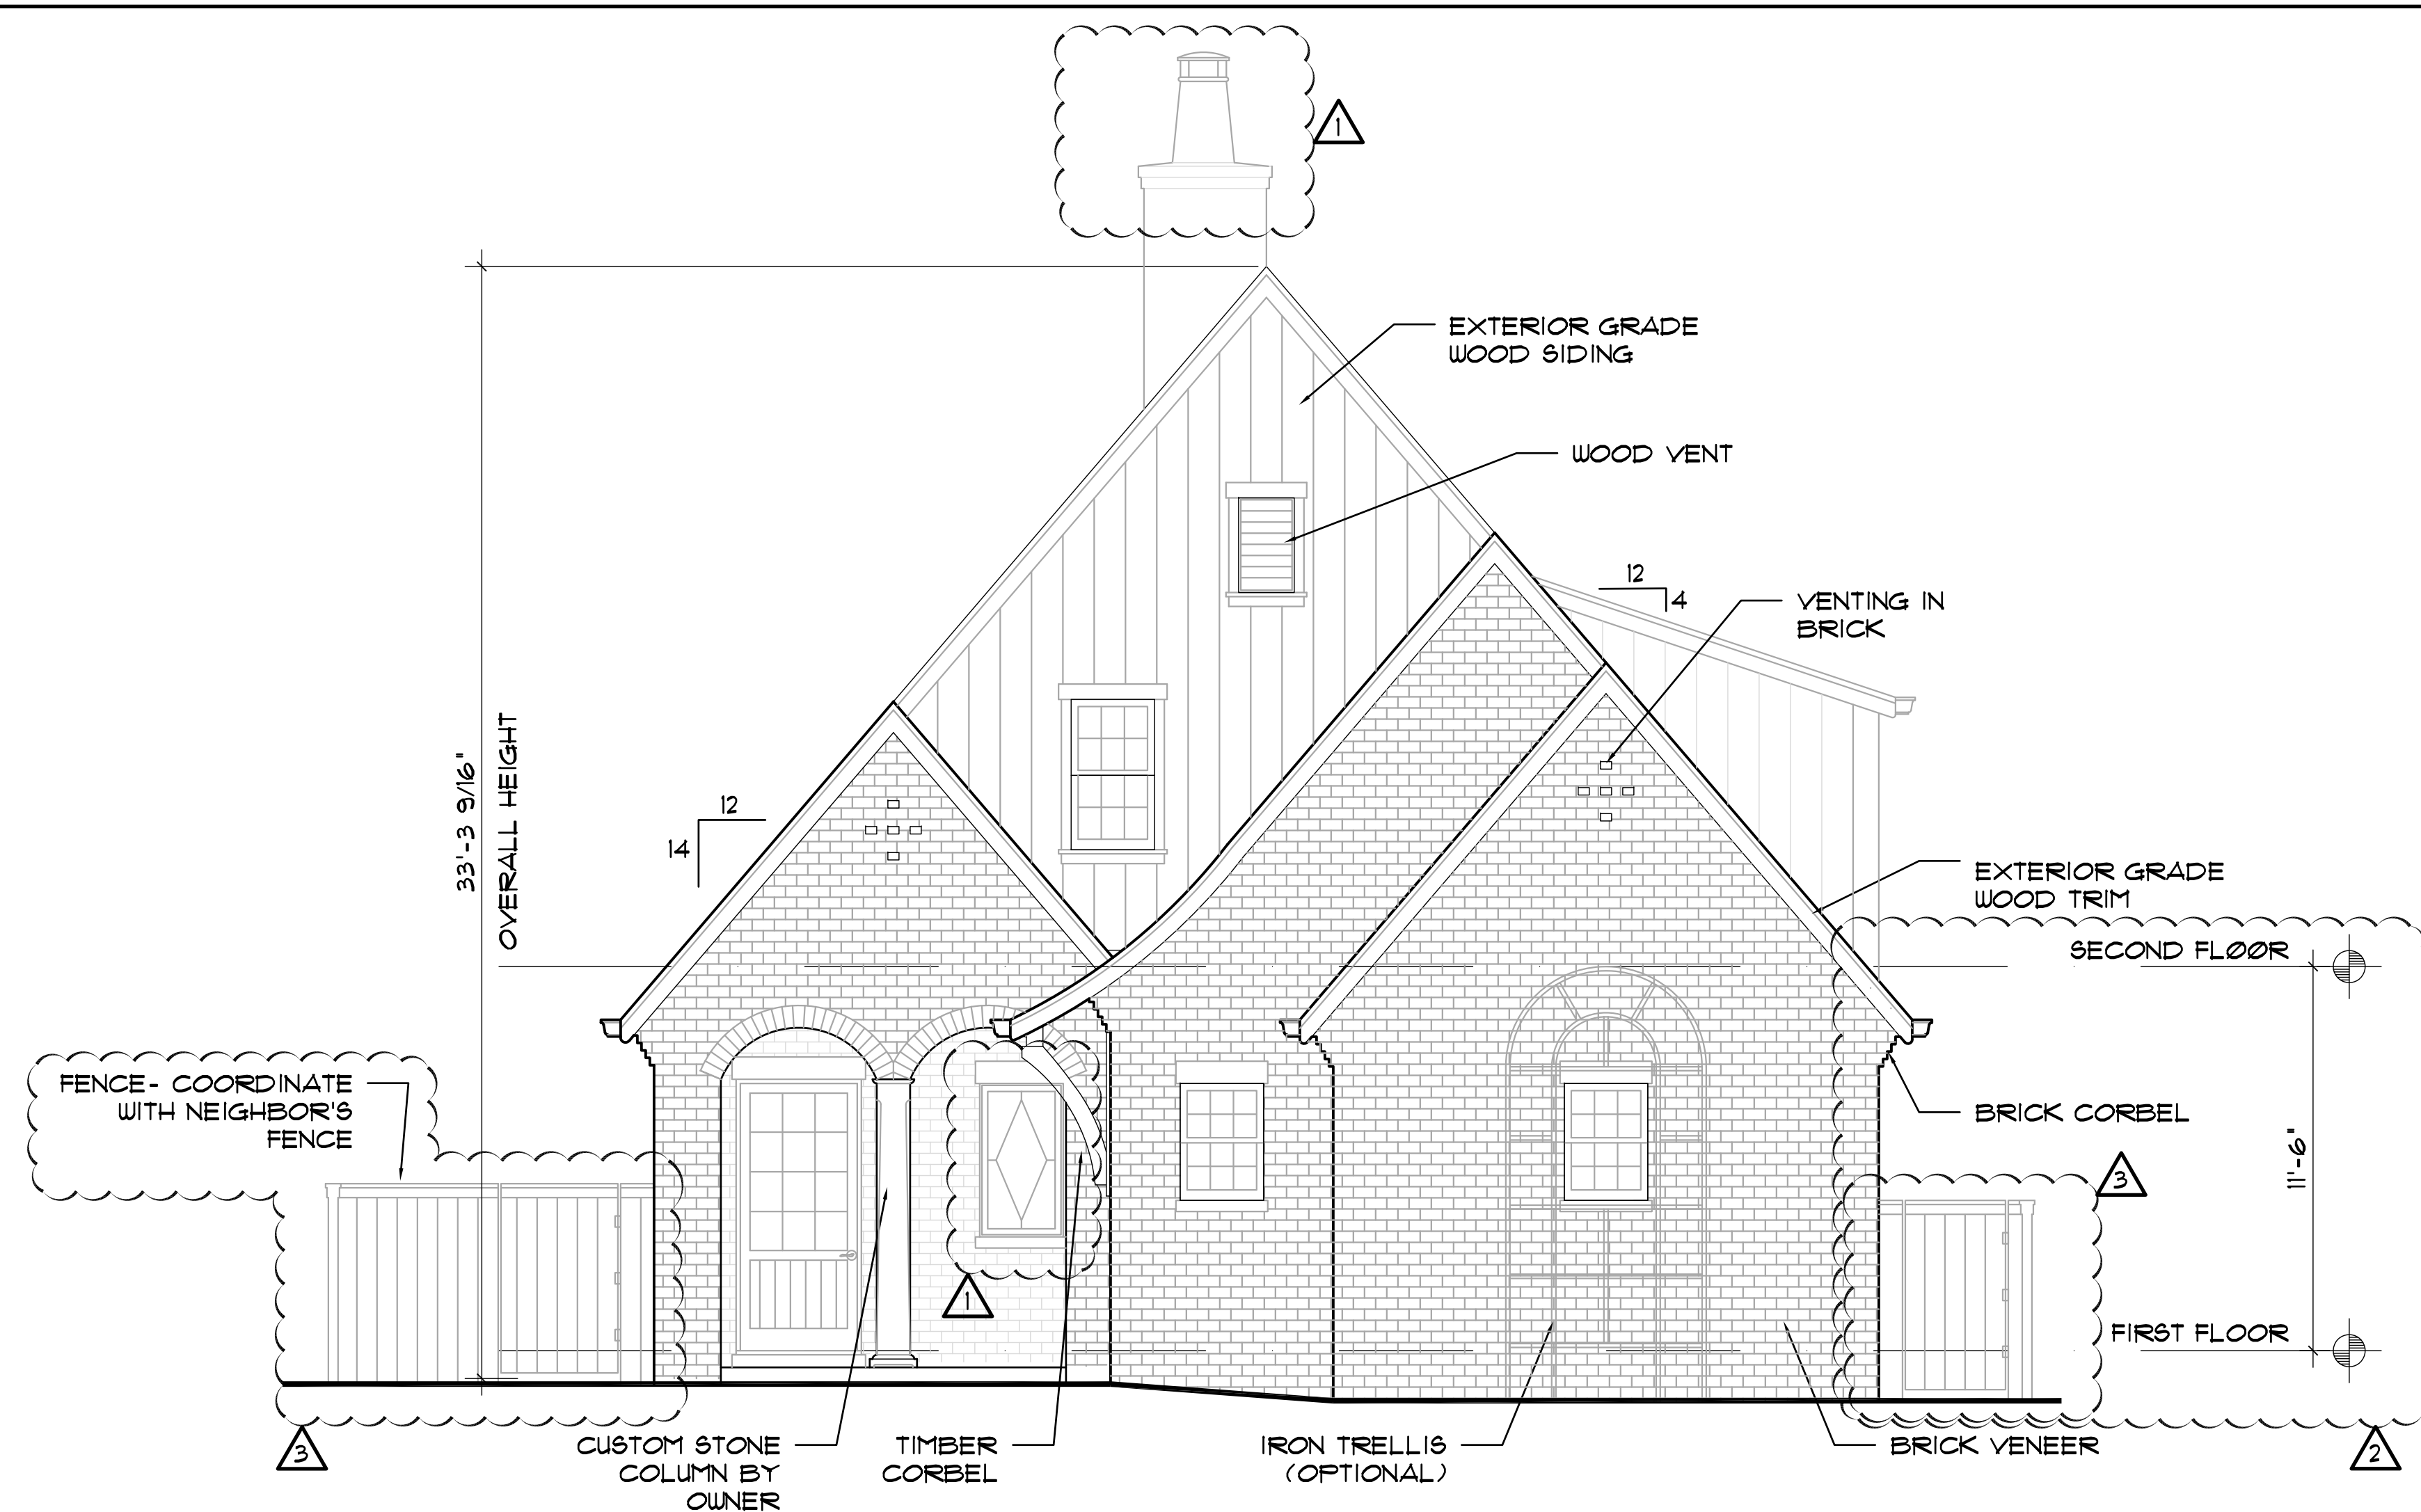 1
EXTERIOR GRADE
WOOD SIDING
WOOD VENT
12
4
VENTING IN
BRICK
33'-3 9/16"
OVERALL HEIGHT
12
14
EXTERIOR GRADE
WOOD TRIM
SECOND FLOOR
FENCE- COORDINATE
WITH NEIGHBOR'S
FENCE
BRICK CORBEL
11'-6"
3
1
FIRST FLOOR
3
CUSTOM STONE
COLUMN BY
OWNER
TIMBER
CORBEL
IRON TRELLIS
(OPTIONAL)
BRICK VENEER
2